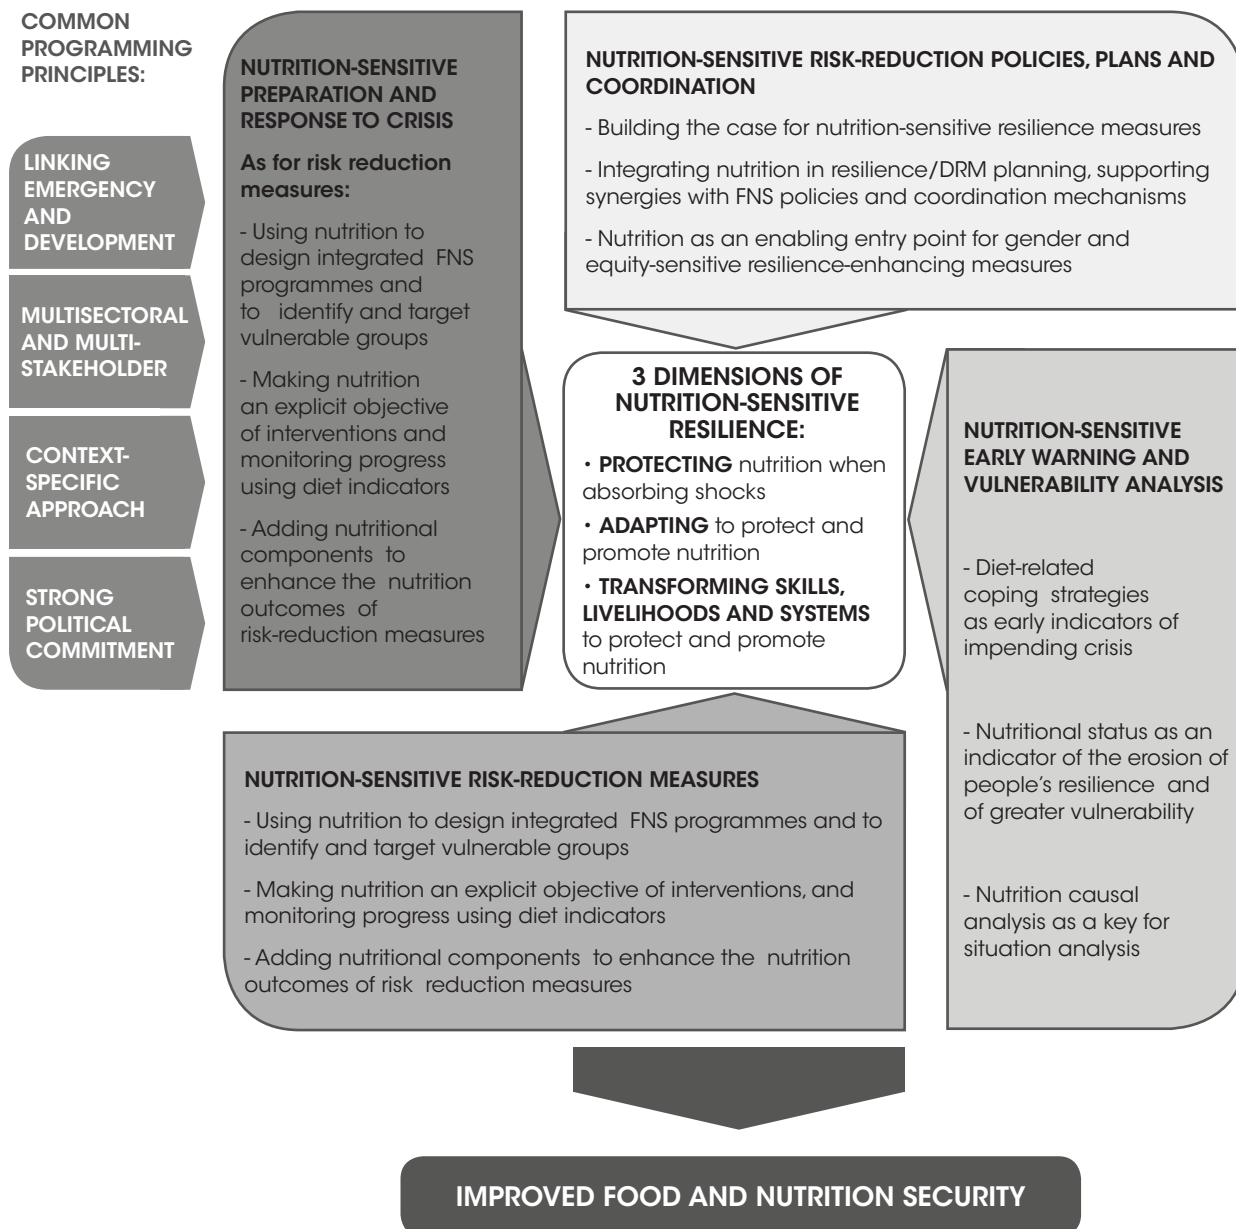 COMMON
PROGRAMMING
PRINCIPLES:
LINKING
EMERGENCY
AND
DEVELOPMENT
MULTISECTORAL
AND MULTI-
STAKEHOLDER
CONTEXT-
SPECIFIC
APPROACH
STRONG
POLITICAL
COMMITMENT
NUTRITION-SENSITIVE
PREPARATION AND
RESPONSE TO CRISIS
As for risk reduction
measures:
- Using nutrition to
design integrated FNS
programmes and
to identify and target
vulnerable groups
- Making nutrition
an explicit objective
of interventions and
monitoring progress
using diet indicators
- Adding nutritional
components to
enhance the nutrition
outcomes of
risk-reduction measures
NUTRITION-SENSITIVE RISK-REDUCTION POLICIES, PLANS AND
COORDINATION
- Building the case for nutrition-sensitive resilience measures
- Integrating nutrition in resilience/DRM planning, supporting
synergies with FNS policies and coordination mechanisms
- Nutrition as an enabling entry point for gender and
equity-sensitive resilience-enhancing measures
3 DIMENSIONS OF
NUTRITION-SENSITIVE
RESILIENCE:
• PROTECTING nutrition when
absorbing shocks
• ADAPTING to protect and
promote nutrition
• TRANSFORMING SKILLS,
LIVELIHOODS AND SYSTEMS
to protect and promote
nutrition
NUTRITION-SENSITIVE
EARLY WARNING AND
VULNERABILITY ANALYSIS
- Diet-related
coping strategies
as early indicators of
impending crisis
- Nutritional status as an
indicator of the erosion of
people's resilience and
of greater vulnerability
- Nutrition causal
analysis as a key for
situation analysis
NUTRITION-SENSITIVE RISK-REDUCTION MEASURES
- Using nutrition to design integrated FNS programmes and to
identify and target vulnerable groups
- Making nutrition an explicit objective of interventions, and
monitoring progress using diet indicators
- Adding nutritional components to enhance the nutrition
outcomes of risk reduction measures
IMPROVED FOOD AND NUTRITION SECURITY